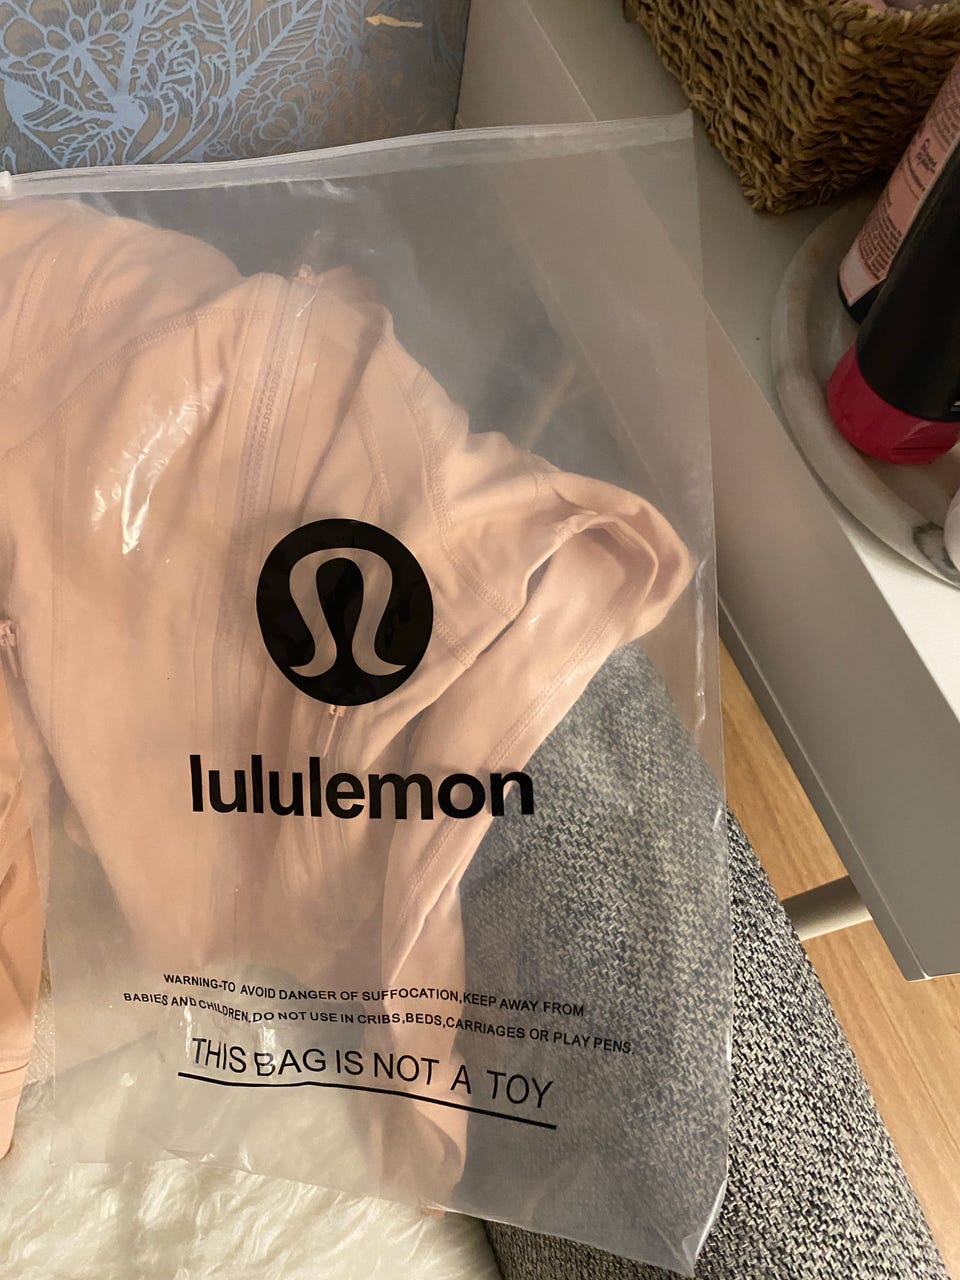 lululemon
WARNING-TO AVOID DANGER OF SUFFOCATION,KEEP AWAY FROM
BABIES AND CHILDREN,DO NOT USE IN CRIBS,BEDS,CARRIAGES OR PLAY PENS.
THIS BAG IS NOT A TOY